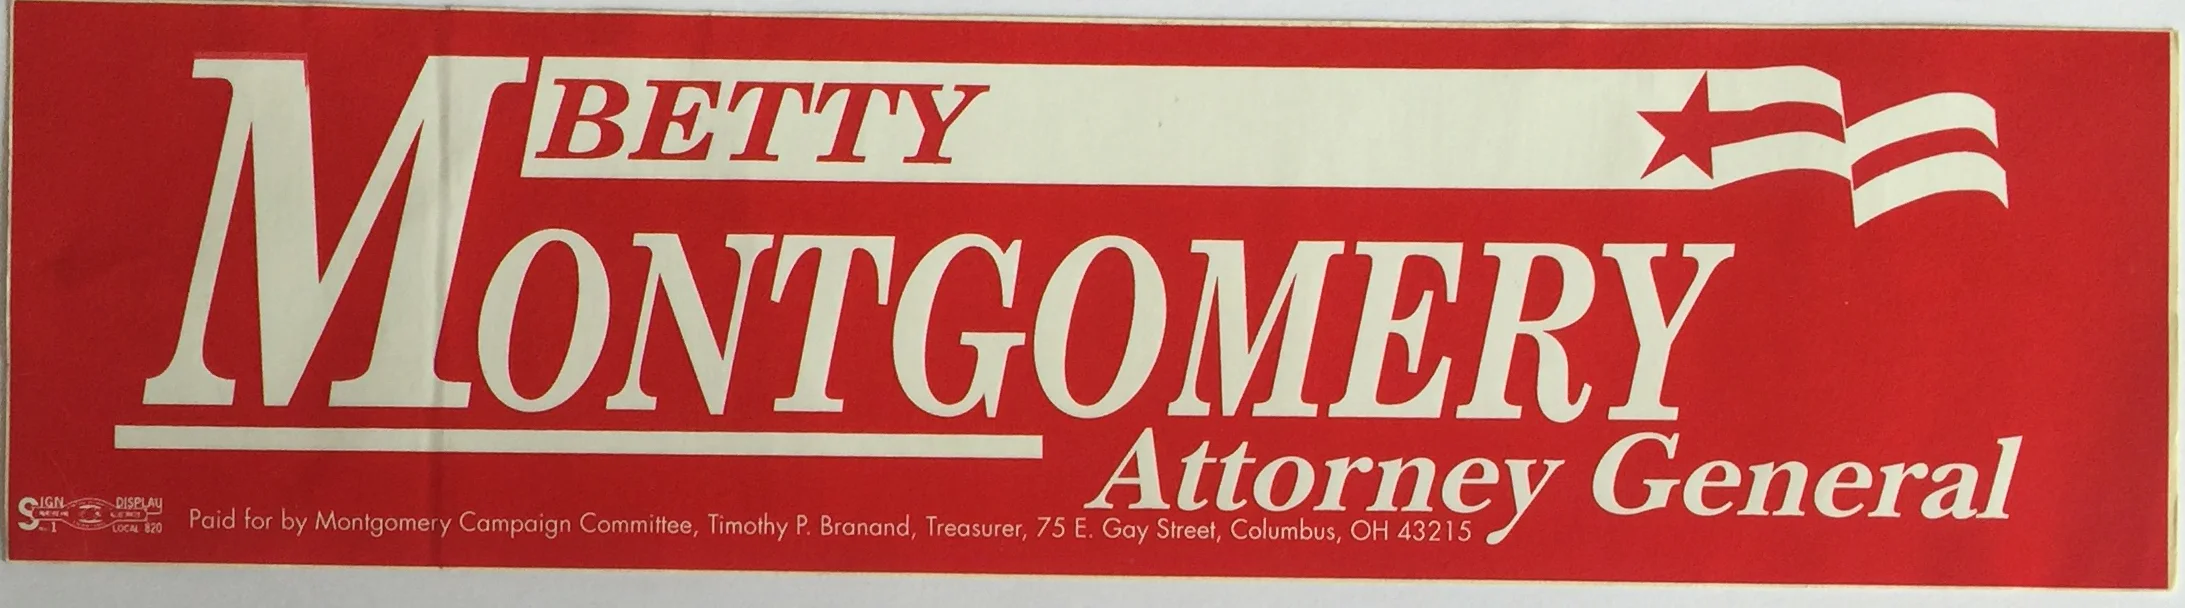 BETTY
MONTGOMERY
Attorney General
SIGN DISPLAY
LOCAL 820
Paid for by Montgomery Campaign Committee, Timothy P. Branand, Treasurer, 75 E. Gay Street, Columbus, OH 43215